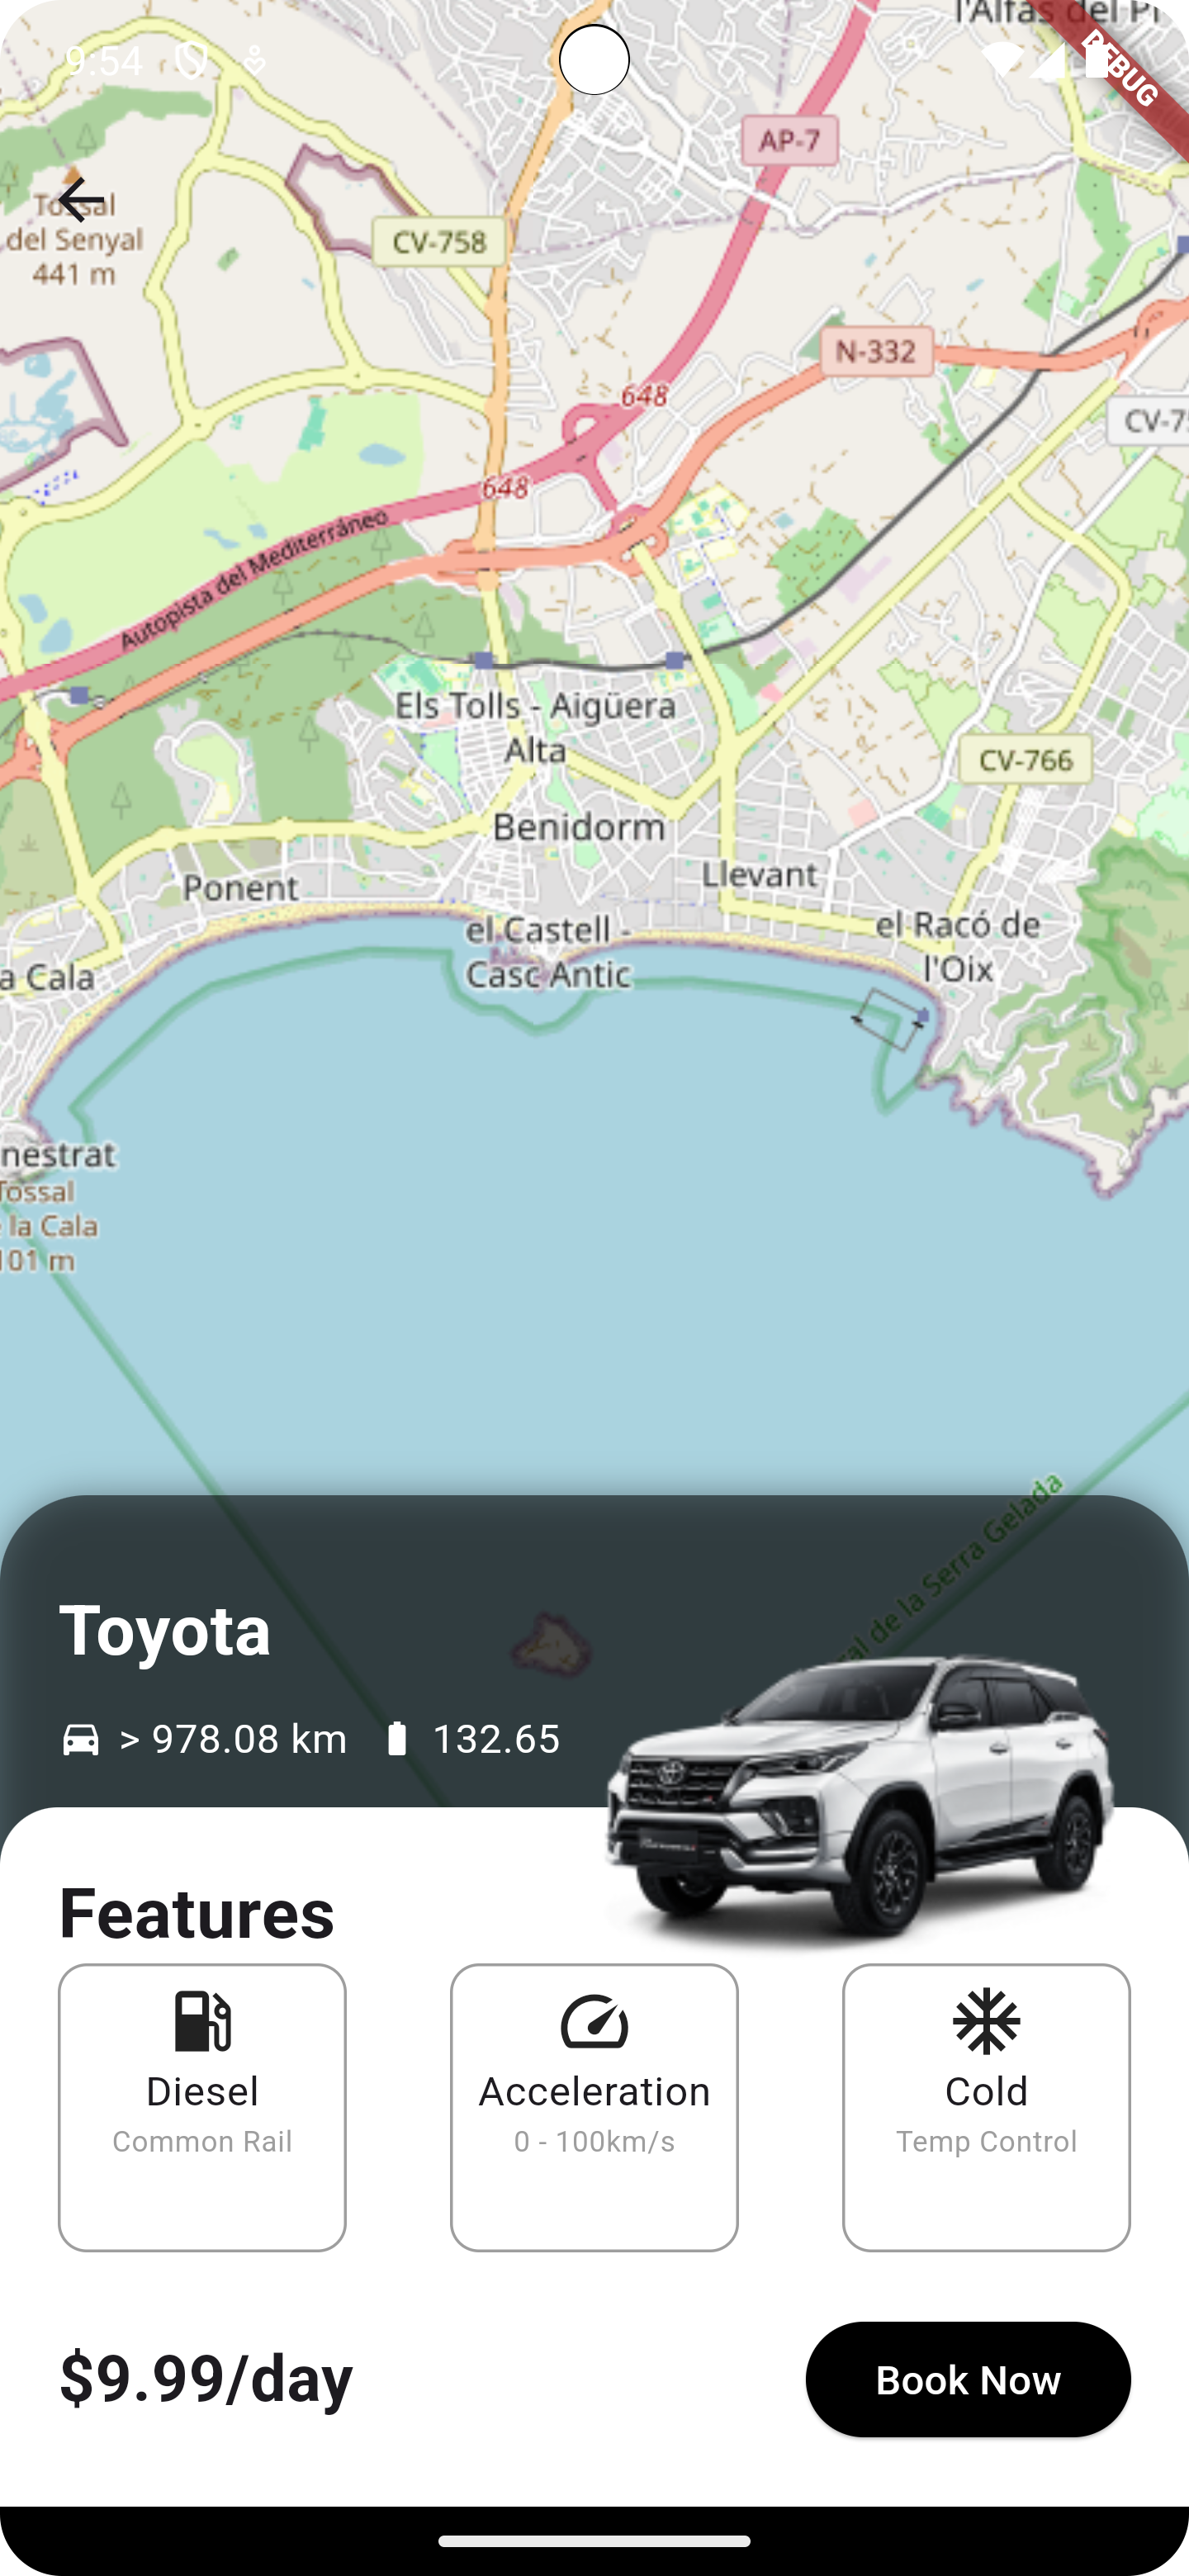 l'Alfàs del Pi
9:54
DEBUG
AP-7
Tossal
del Senyal
441 m
CV-758
N-332
648
CV-75
648
Autopista del Mediterráneo
Els Tolls - Aigüera
Alta
CV-766
Benidorm
Llevant
Ponent
el Castell -
Casc Antic
el Racó de
l'Oix
a Cala
nestrat
Tossal
la Cala
101 m
ral de la Serra Gelada
Toyota
> 978.08 km 132.65
Features
Diesel
Common Rail
Acceleration
0 - 100km/s
Cold
Temp Control
$9.99/day
Book Now